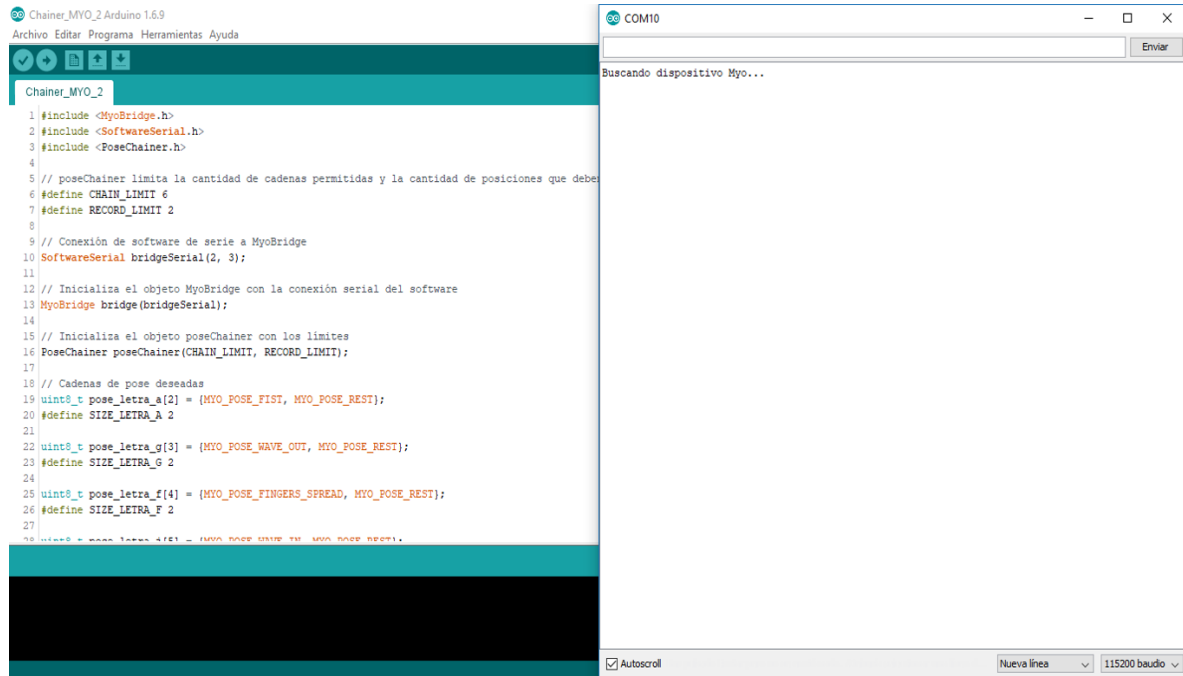 Chainer_MYO_2 Arduino 1.6.9
Archivo Editar Programa Herramientas Ayuda
Chainer_MYO_2
1 #include <MyoBridge.h>
2 #include <SoftwareSerial.h>
3 #include <PoseChainer.h>
4
5 // poseChainer limita la cantidad de cadenas permitidas y la cantidad de posiciones que deben
6 #define CHAIN_LIMIT 6
7 #define RECORD_LIMIT 2
8
9 // Conexión de software de serie a MyoBridge
10 SoftwareSerial bridgeSerial(2, 3);
11
12 // Inicializa el objeto MyoBridge con la conexión serial del software
13 MyoBridge bridge(bridgeSerial);
14
15 // Inicializa el objeto poseChainer con los límites
16 PoseChainer poseChainer(CHAIN_LIMIT, RECORD_LIMIT);
17
18 // Cadenas de pose deseadas
19 uint8_t pose_letra_a[2] = {MYO_POSE_FIST, MYO_POSE_REST};
20 #define SIZE_LETRA_A 2
21
22 uint8_t pose_letra_g[3] = {MYO_POSE_WAVE_OUT, MYO_POSE_REST};
23 #define SIZE_LETRA_G 2
24
25 uint8_t pose_letra_f[4] = {MYO_POSE_FINGERS_SPREAD, MYO_POSE_REST};
26 #define SIZE_LETRA_F 2
27
COM10
Enviar
Buscando dispositivo Myo...
Autoscroll
Nueva línea
115200 baudio